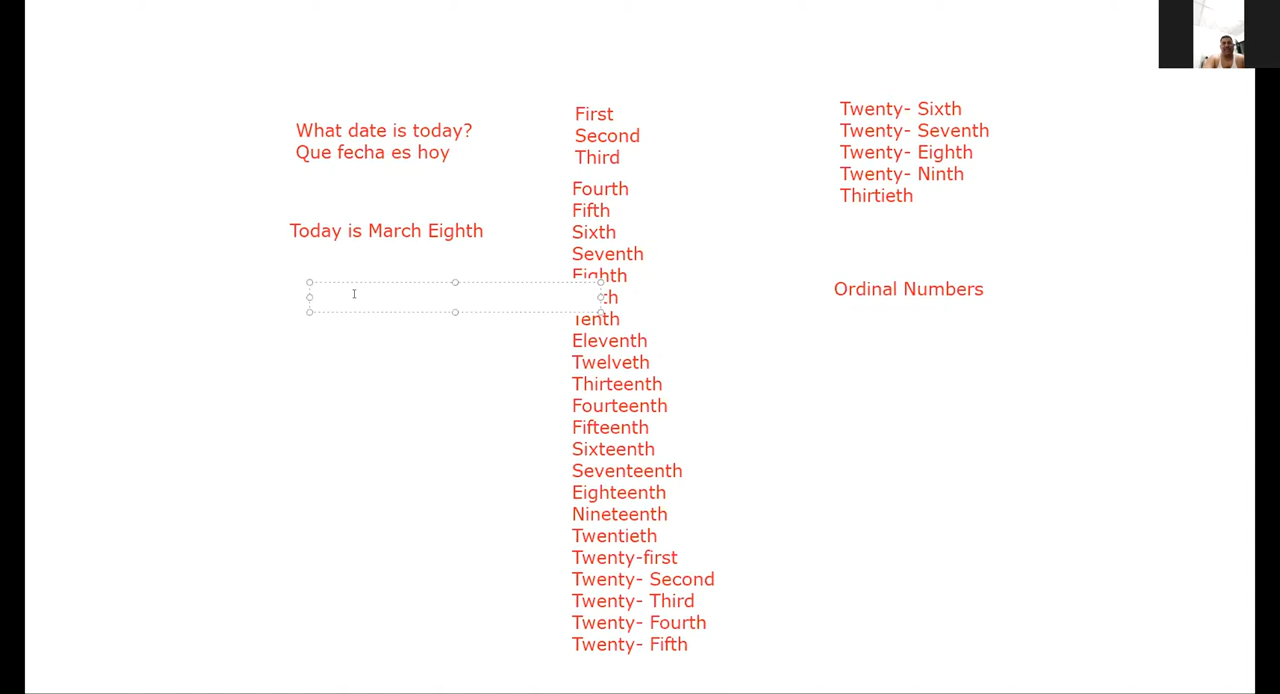 What date is today?
Que fecha es hoy
Today is March Eighth
First
Second
Third
Fourth
Fifth
Sixth
Seventh
Eighth
Tenth
Eleventh
Twelveth
Thirteenth
Fourteenth
Fifteenth
Sixteenth
Seventeenth
Eighteenth
Nineteenth
Twentieth
Twenty-first
Twenty- Second
Twenty- Third
Twenty- Fourth
Twenty- Fifth
Twenty- Sixth
Twenty- Seventh
Twenty- Eighth
Twenty- Ninth
Thirtieth
Ordinal Numbers